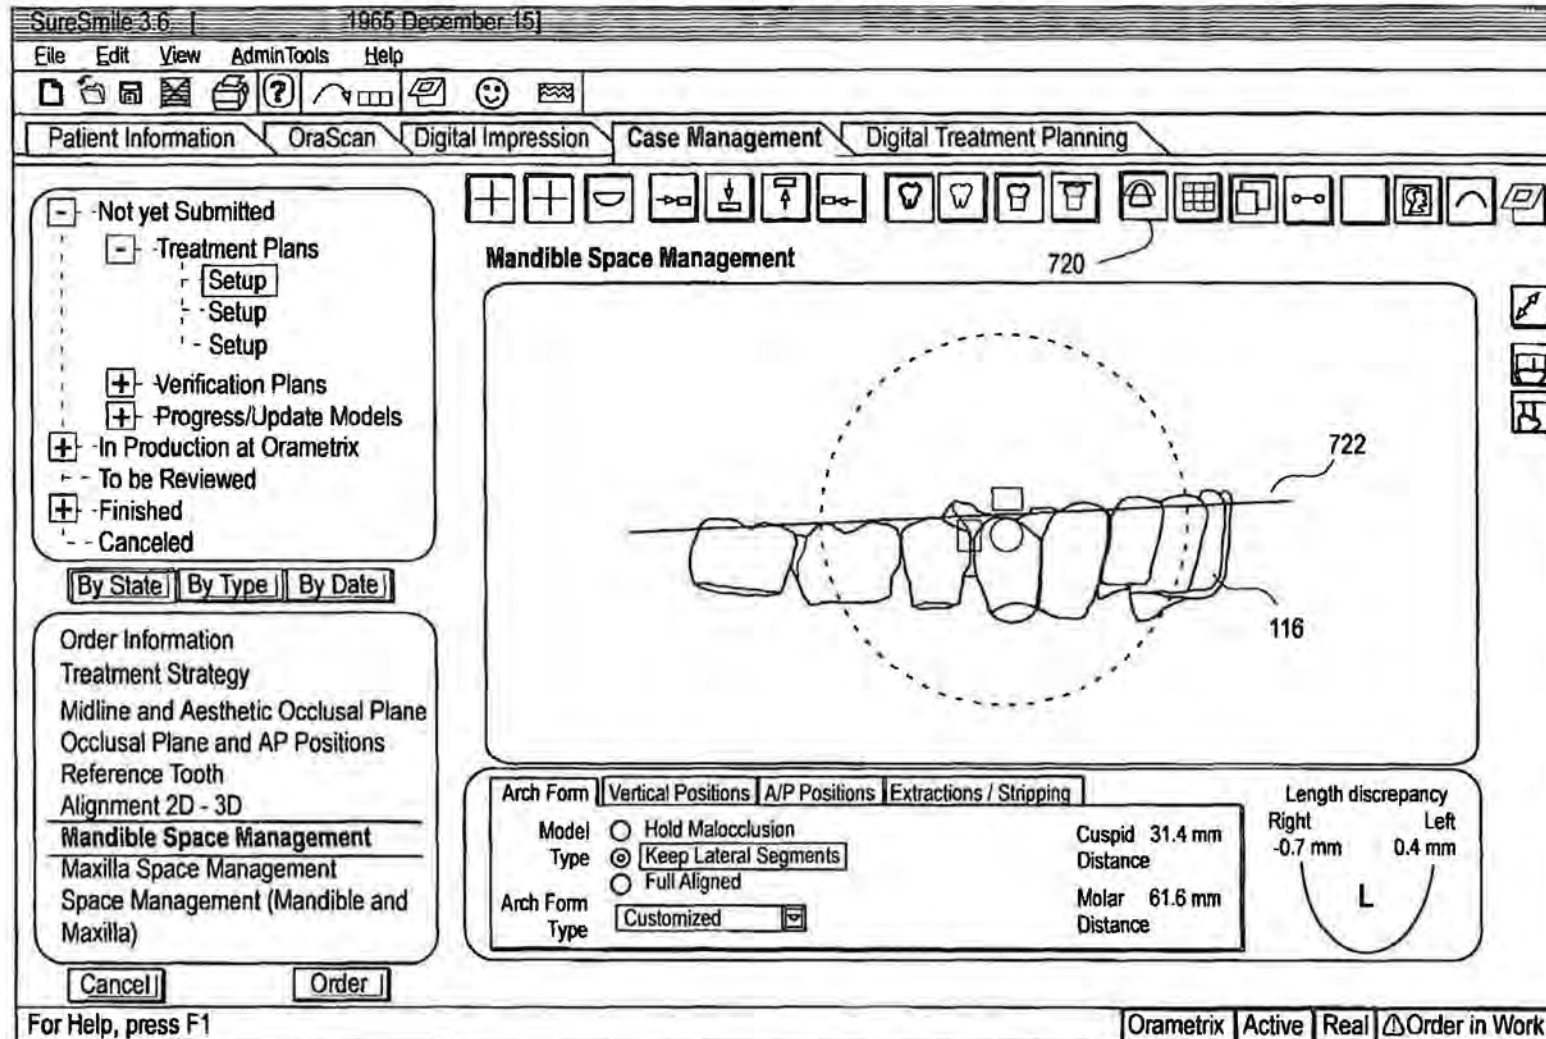 SureSmile 3.6 [ 1965 December 15]
File Edit View AdminTools Help
?
Patient Information OraScan Digital Impression Case Management Digital Treatment Planning
- Not yet Submitted
- Treatment Plans
Setup
Setup
Setup
+ Verification Plans
+ Progress/Update Models
+ In Production at Orametrix
To be Reviewed
+ Finished
Canceled
By State By Type By Date
Order Information
Treatment Strategy
Midline and Aesthetic Occlusal Plane
Occlusal Plane and AP Positions
Reference Tooth
Alignment 2D - 3D
Mandible Space Management
Maxilla Space Management
Space Management (Mandible and
Maxilla)
Cancel Order
Mandible Space Management
720
722
116
Arch Form Vertical Positions A/P Positions Extractions / Stripping
Model
Type
Hold Malocclusion
Keep Lateral Segments
Full Aligned
Arch Form
Type
Customized
Cuspid 31.4 mm
Distance
Molar 61.6 mm
Distance
Length discrepancy
Right Left
-0.7 mm 0.4 mm
L
For Help, press F1
Orametrix Active Real Order in Work